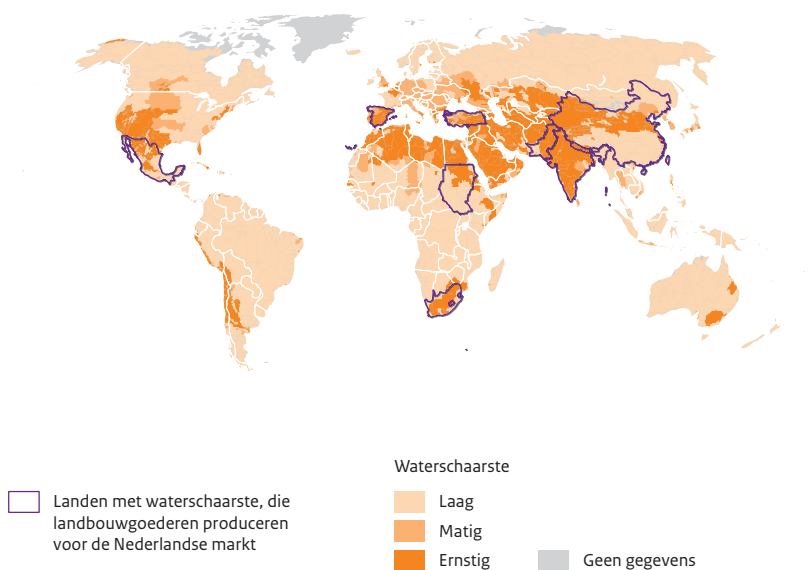 Waterschaarste
Landen met waterschaarste, die
landbouwgoederen produceren
voor de Nederlandse markt
Laag
Matig
Ernstig
Geen gegevens